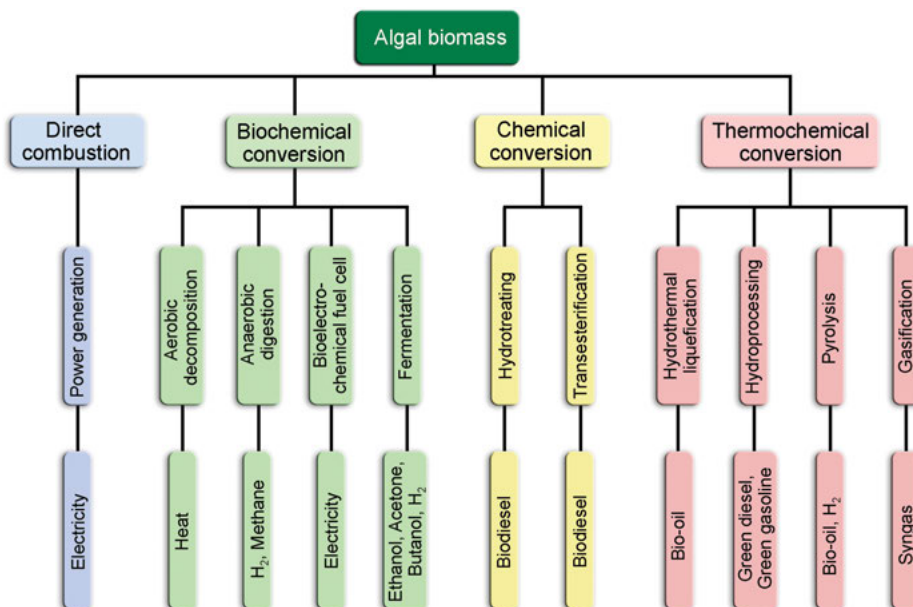 Algal biomass
Direct
combustion
Biochemical
conversion
Chemical
conversion
Thermochemical
conversion
Power generation
Aerobic
decomposition
Anaerobic
digestion
Bioelectro-
chemical fuel cell
Fermentation
Hydrotreating
Transesterification
Hydrothermal
liquefication
Hydroprocessing
Pyrolysis
Gasification
Electricity
Heat
H₂, Methane
Electricity
Ethanol, Acetone,
Butanol, H₂
Biodiesel
Biodiesel
Bio-oil
Green diesel,
Green gasoline
Bio-oil, H₂
Syngas